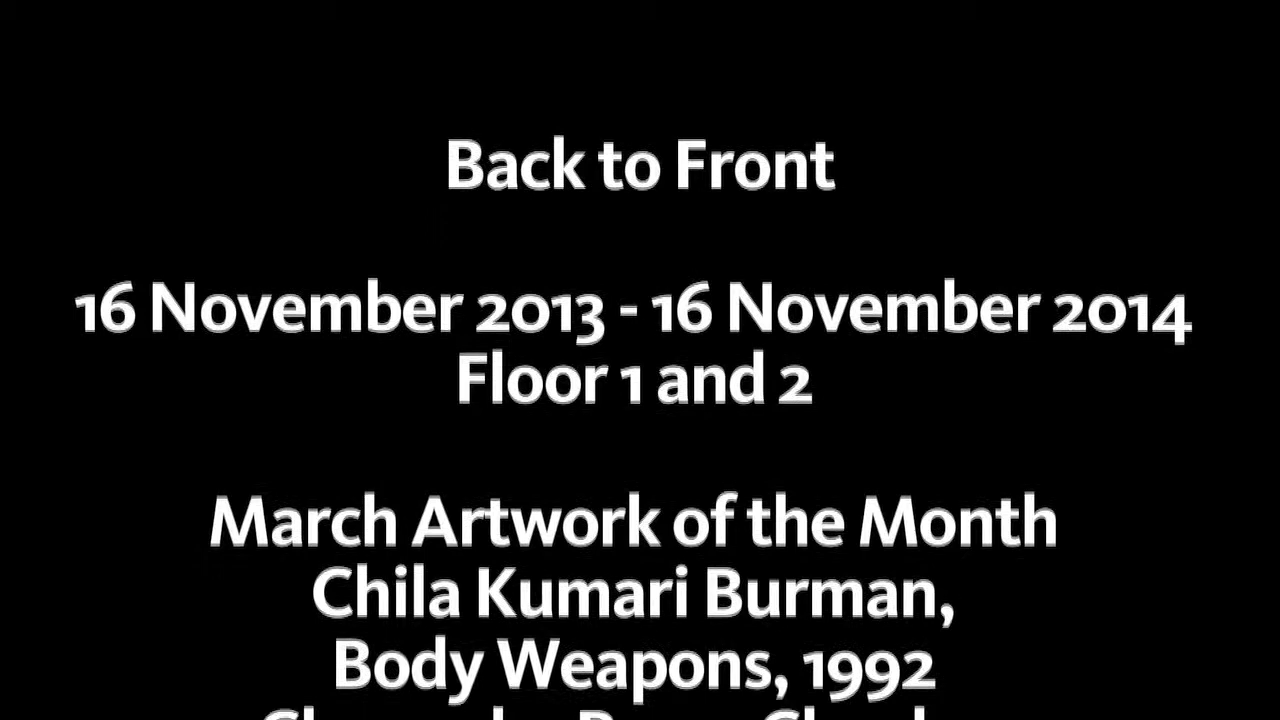 Back to Front
16 November 2013 - 16 November 2014
Floor 1 and 2
March Artwork of the Month
Chila Kumari Burman,
Body Weapons, 1992